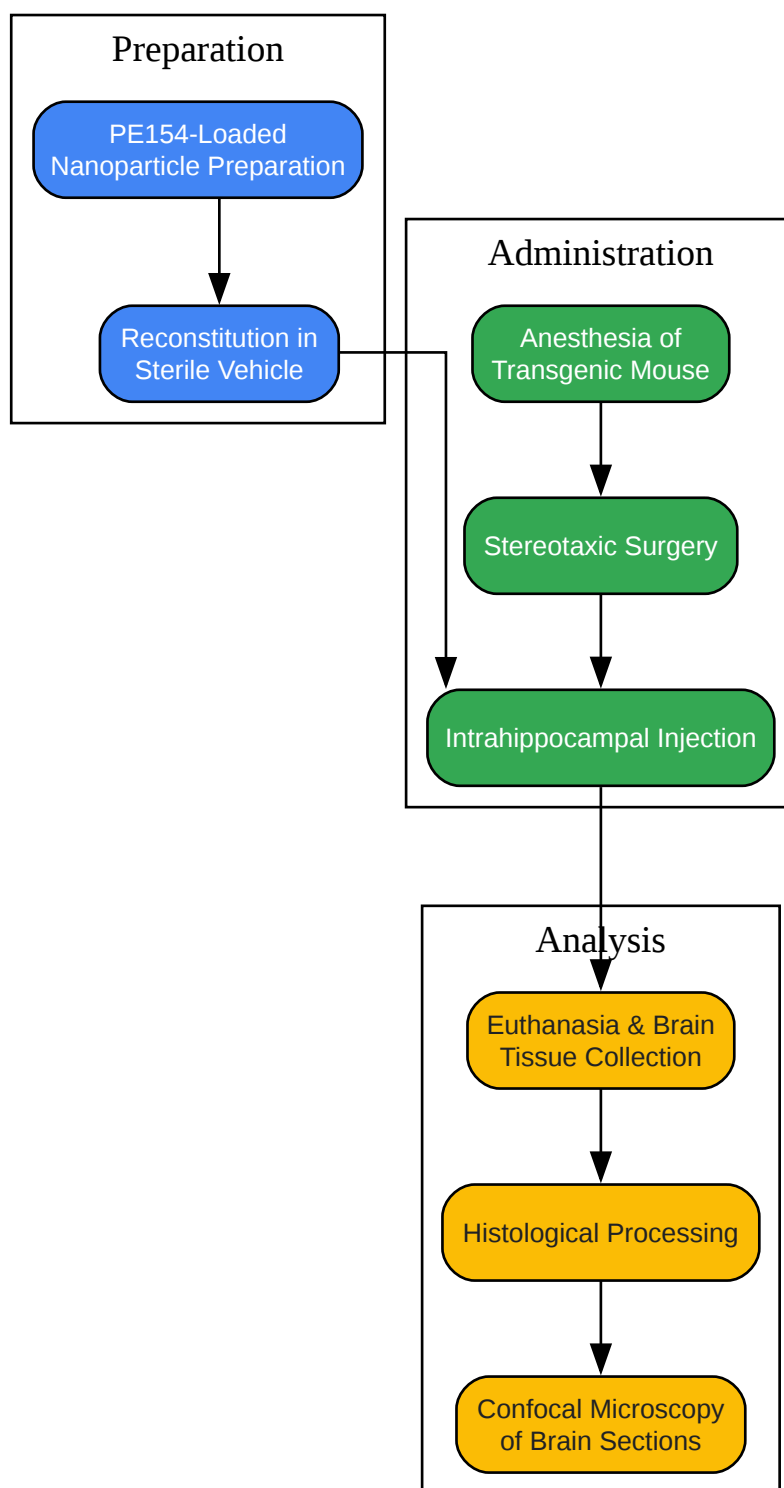 Preparation
PE154-Loaded
Nanoparticle Preparation
Reconstitution in
Sterile Vehicle
Administration
Anesthesia of
Transgenic Mouse
Stereotaxic Surgery
Intrahippocampal Injection
Analysis
Euthanasia & Brain
Tissue Collection
Histological Processing
Confocal Microscopy
of Brain Sections